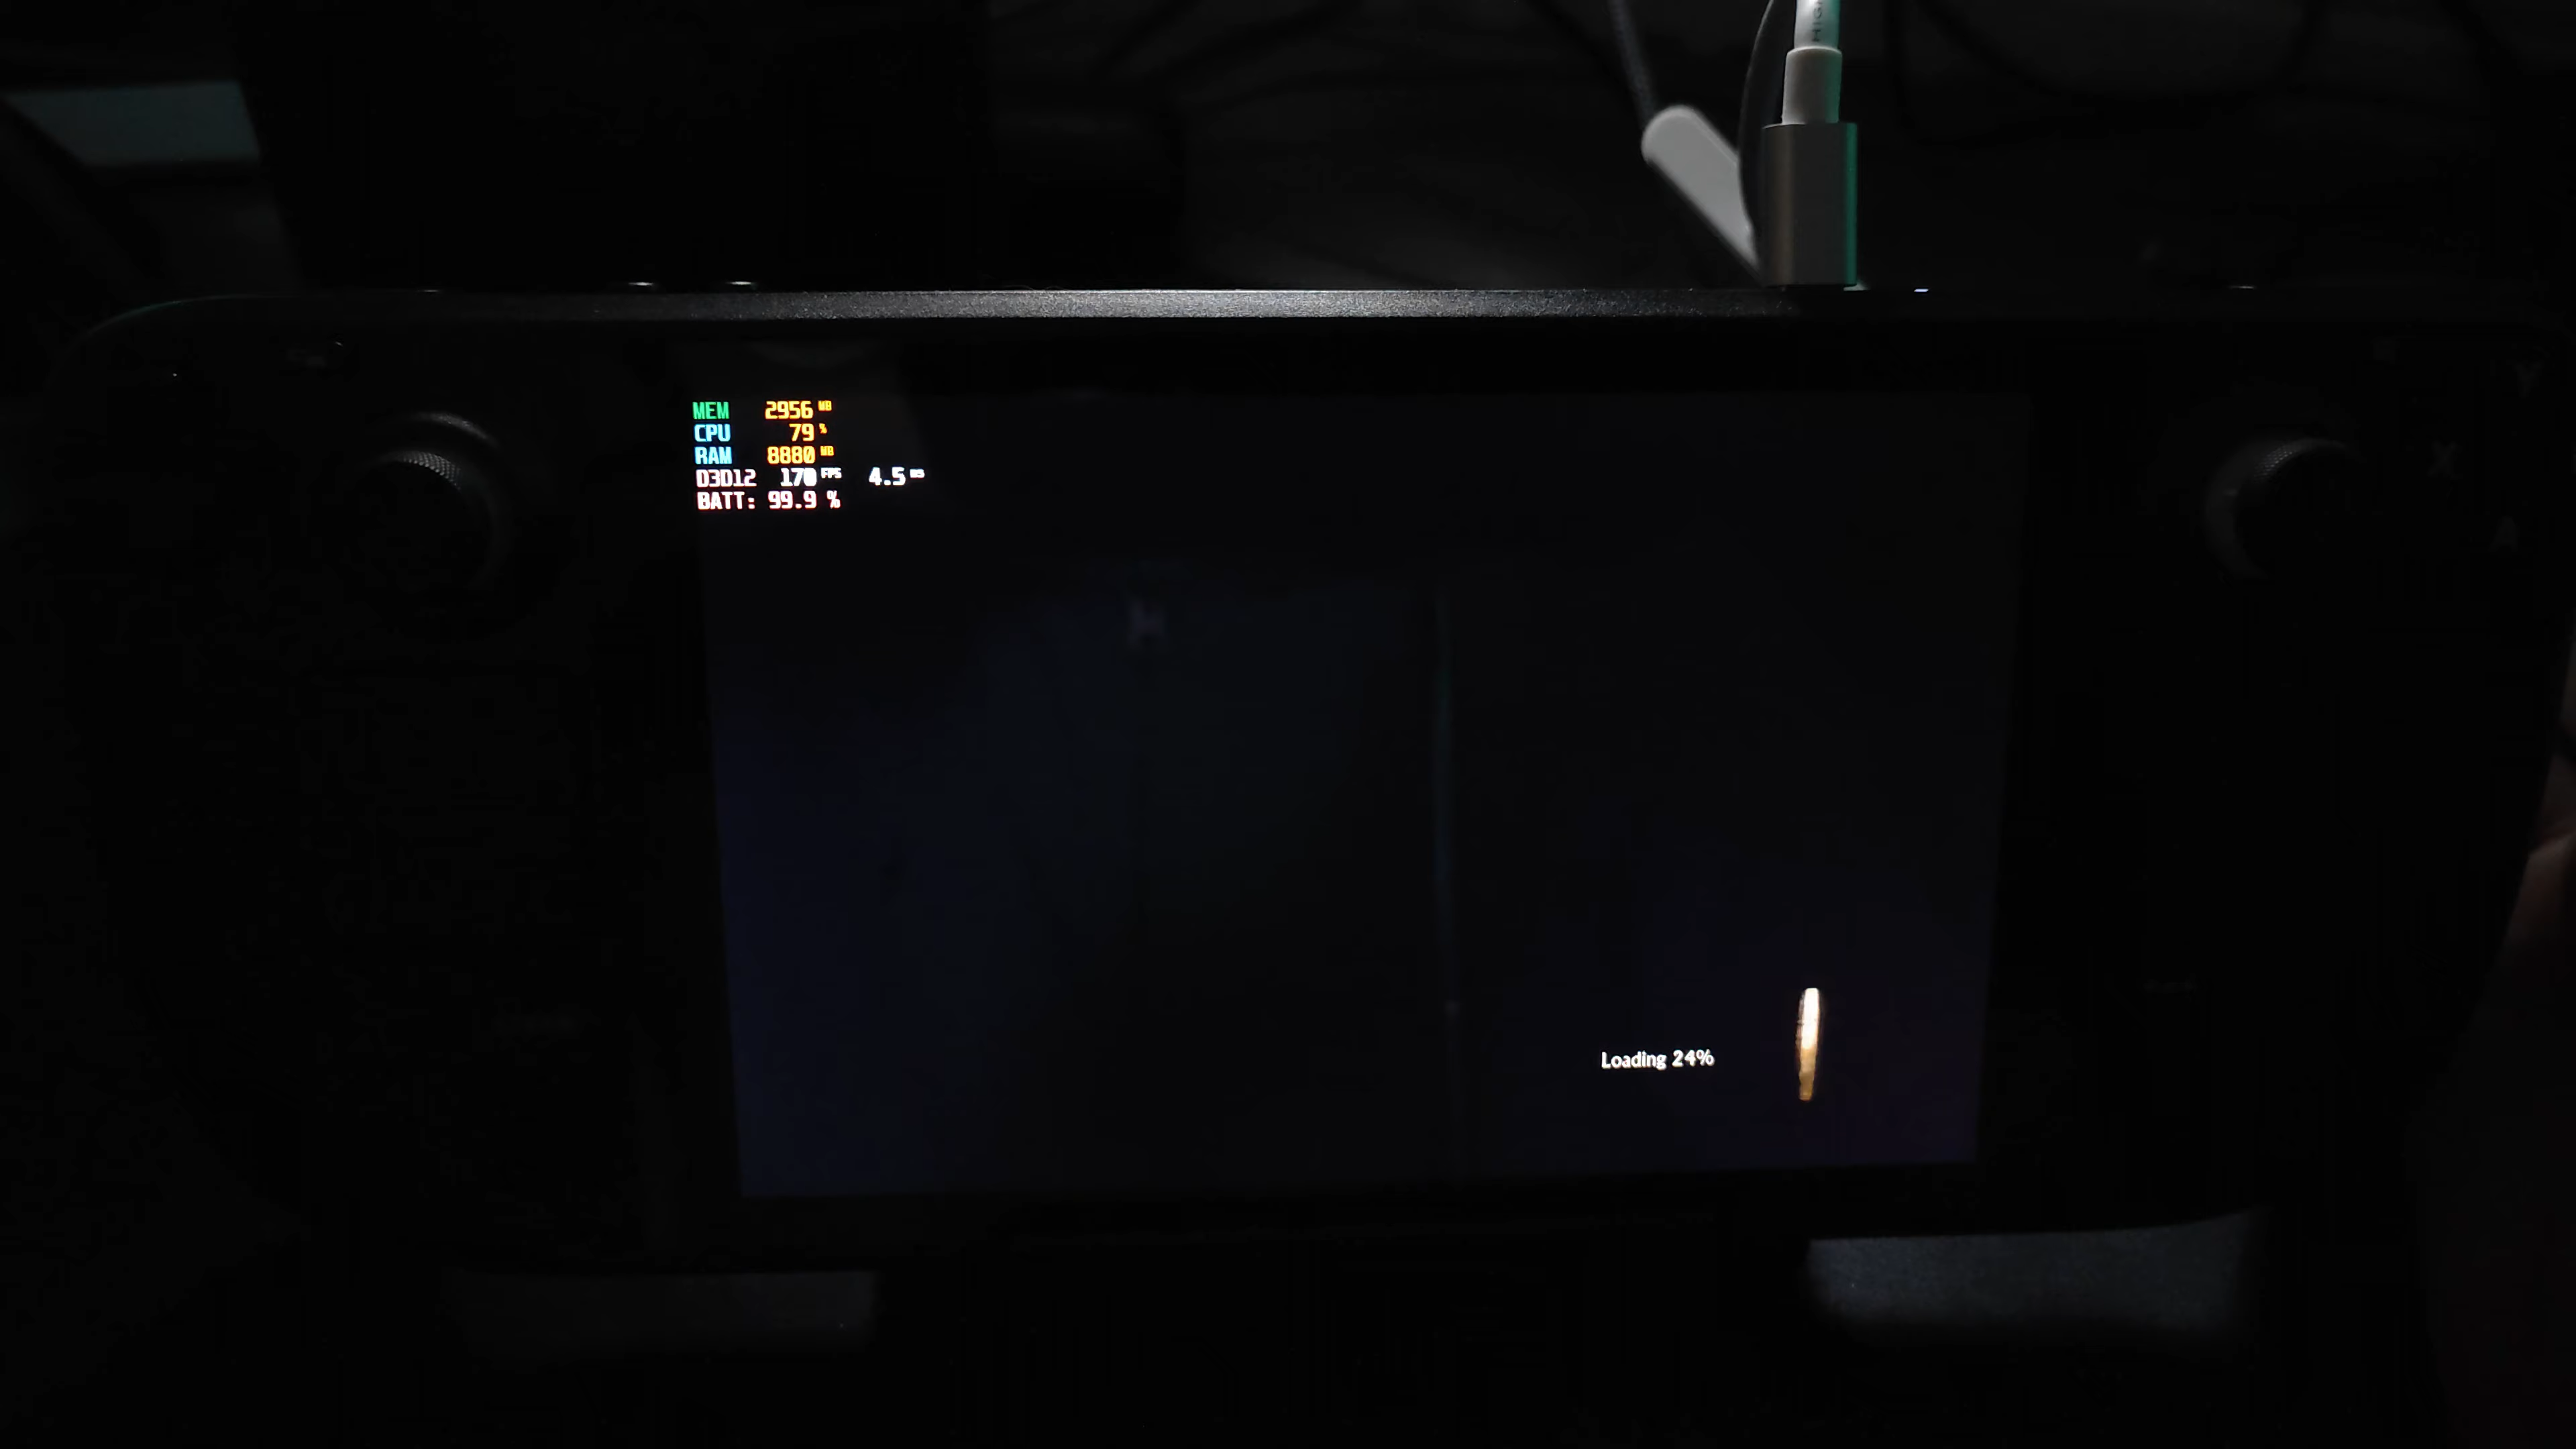 HIG
MEM 2956 MB
CPU 79 %
RAM 8880 MB
D3D12 170 FPS 4.5 ms
BATT: 99.9 %
Y
X
A
Loading 24%